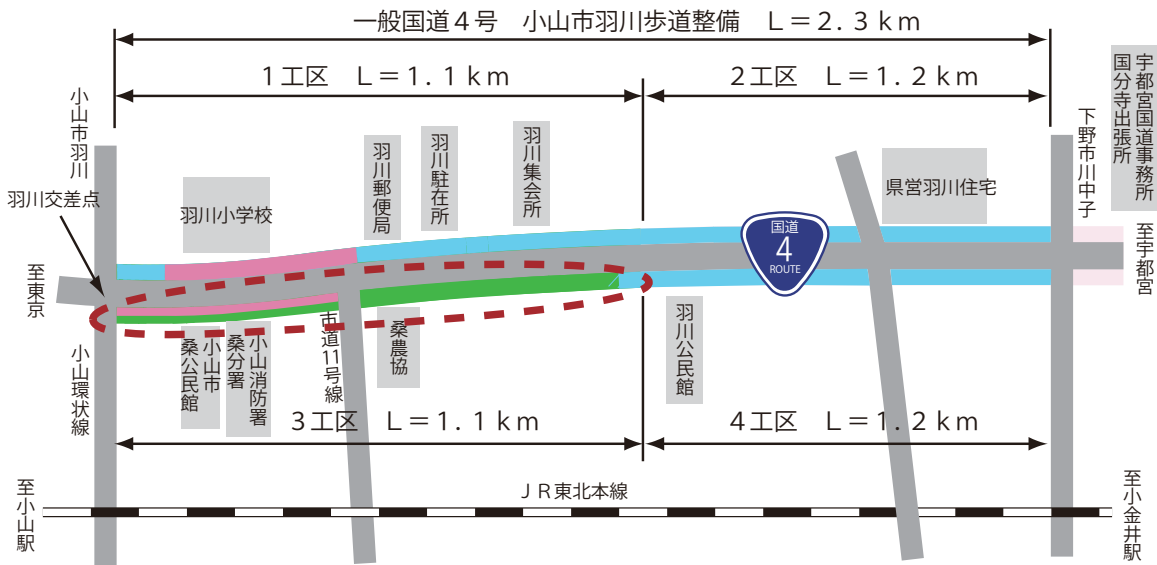 一般国道4号 小山市羽川歩道整備 L=2.3km
1工区 L=1.1km
2工区 L=1.2km
宇都宮国道事務所
国分寺出張所
小山市羽川
下野市川中子
羽川交差点
羽川小学校
羽川郵便局
羽川駐在所
羽川集会所
県営羽川住宅
国道
4
ROUTE
至東京
至宇都宮
小山環状線
小山市
桑公民館
小山消防署
桑分署
市道11号線
桑農協
羽川公民館
3工区 L=1.1km
4工区 L=1.2km
JR東北本線
至小山駅
至小金井駅